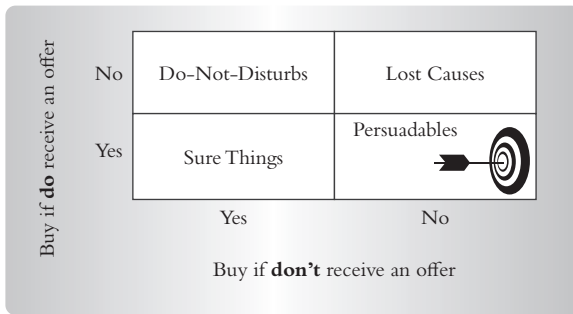 Buy if do receive an offer
No
Do-Not-Disturbs
Lost Causes
Yes
Sure Things
Persuadables
Yes
No
Buy if don't receive an offer